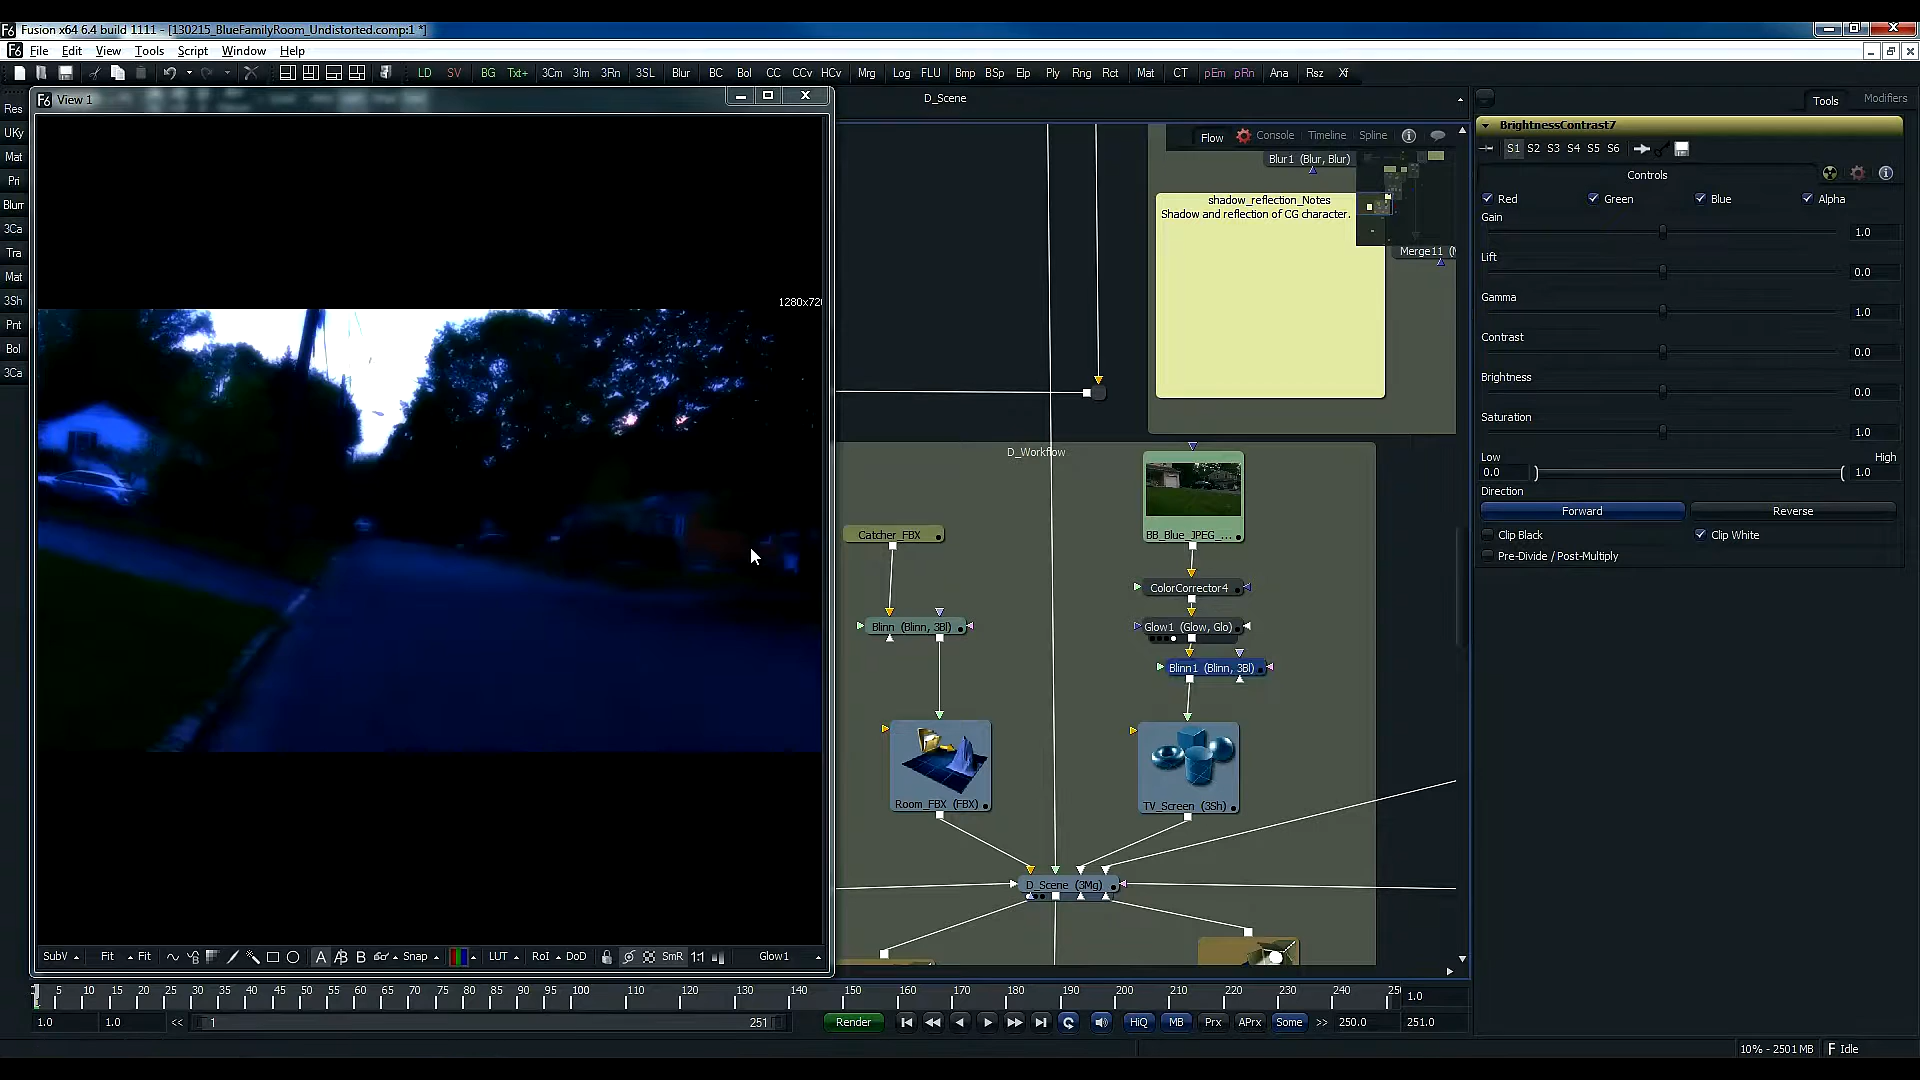 Fusion x64 6.4 build 1111 - [130215_BlueFamilyRoom_Undistorted.comp:1 *]
File Edit View Tools Script Window Help
LD SV BG Txt+ 3Cm 3Im 3Rn 3SL Blur BC Bol CC CCv HCv Mrg Log FLU Bmp BSp Elp Ply Rng Rct Mat CT pEm pRn Ana Rsz Xf
View 1
D_Scene
Tools Modifiers
Res
UKy
Mat
Pri
Blurr
3Ca
Tra
Mat
3Sh
Pnt
Bol
3Ca
1280x720
Flow Console Timeline Spline
Blur1 (Blur, Blur)
shadow_reflection_Notes
Shadow and reflection of CG character.
Merge11
D_Workflow
Catcher_FBX
BB_Blue_JPEG_...
ColorCorrector4
Blinn (Blinn, 3Bl)
Glow1 (Glow, Glo)
Blinn1 (Blinn, 3Bl)
Room_FBX (FBX)
TV_Screen (3Sh)
D_Scene (3Mg)
BrightnessContrast7
S1 S2 S3 S4 S5 S6
Controls
Red Green Blue Alpha
Gain
1.0
Lift
0.0
Gamma
1.0
Contrast
0.0
Brightness
0.0
Saturation
1.0
Low High
0.0 1.0
Direction
Forward Reverse
Clip Black Clip White
Pre-Divide / Post-Multiply
SubV Fit Fit A B B Snap LUT RoI DoD SmR 1:1 Glow1
5 10 15 20 25 30 35 40 45 50 55 60 65 70 75 80 85 90 95 100 110 120 130 140 150 160 170 180 190 200 210 220 230 240 1.0
1.0 1.0 << 1 251 Render HiQ MB Prx APrx Some >> 250.0 251.0
10% - 2501 MB Idle